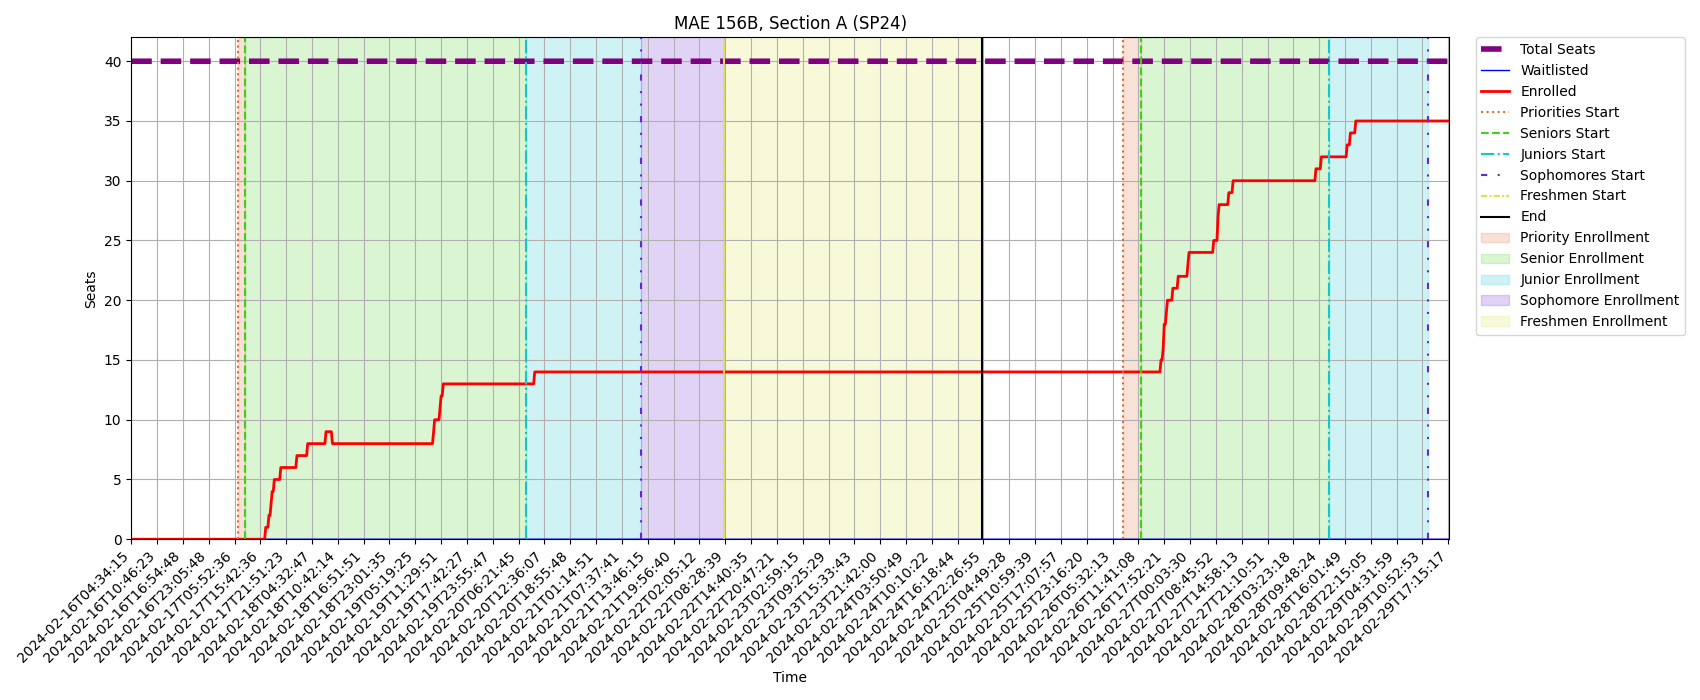 MAE 156B, Section A (SP24)
Seats
40
35
30
25
20
15
10
5
0
2024-02-16T04:34:15
2024-02-16T10:46:23
2024-02-16T16:54:48
2024-02-16T23:05:48
2024-02-17T05:52:36
2024-02-17T15:42:36
2024-02-17T21:51:23
2024-02-18T04:32:47
2024-02-18T10:42:14
2024-02-18T16:51:51
2024-02-18T23:01:35
2024-02-19T05:19:25
2024-02-19T11:29:51
2024-02-19T17:42:27
2024-02-19T23:55:47
2024-02-20T06:21:45
2024-02-20T12:36:07
2024-02-20T18:55:48
2024-02-21T01:14:51
2024-02-21T07:37:41
2024-02-21T13:46:15
2024-02-21T19:56:40
2024-02-22T02:05:12
2024-02-22T08:28:39
2024-02-22T14:40:35
2024-02-22T20:47:21
2024-02-23T02:59:15
2024-02-23T09:25:29
2024-02-23T15:33:43
2024-02-23T21:42:00
2024-02-24T03:50:49
2024-02-24T10:10:22
2024-02-24T16:18:44
2024-02-24T22:26:55
2024-02-25T04:49:28
2024-02-25T10:59:39
2024-02-25T17:07:57
2024-02-25T23:16:20
2024-02-26T05:32:13
2024-02-26T11:41:08
2024-02-26T17:52:21
2024-02-27T00:03:30
2024-02-27T08:45:52
2024-02-27T14:58:13
2024-02-27T21:10:51
2024-02-28T03:23:18
2024-02-28T09:48:24
2024-02-28T16:01:49
2024-02-28T22:15:05
2024-02-29T04:31:59
2024-02-29T10:52:53
2024-02-29T17:15:17
Time
Total Seats
Waitlisted
Enrolled
Priorities Start
Seniors Start
Juniors Start
Sophomores Start
Freshmen Start
End
Priority Enrollment
Senior Enrollment
Junior Enrollment
Sophomore Enrollment
Freshmen Enrollment